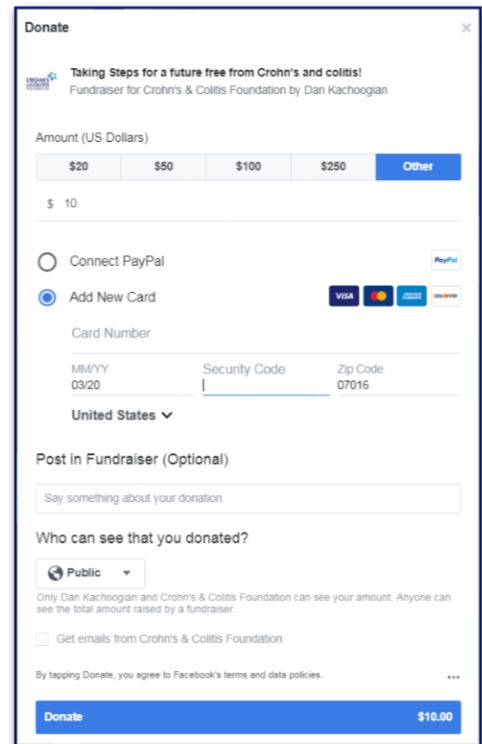 Donate ×
CROHN'S
& COLITIS
FOUNDATION
Taking Steps for a future free from Crohn's and colitis!
Fundraiser for Crohn's & Colitis Foundation by Dan Kachoogian
Amount (US Dollars)
$20 $50 $100 $250 Other
$ 10
Connect PayPal PayPal
Add New Card VISA DISCOVER
Card Number
MM/YY Security Code Zip Code
03/20 07016
United States
Post in Fundraiser (Optional)
Say something about your donation
Who can see that you donated?
Public
Only Dan Kachoogian and Crohn's & Colitis Foundation can see your amount. Anyone can
see the total amount raised by a fundraiser.
Get emails from Crohn's & Colitis Foundation
By tapping Donate, you agree to Facebook's terms and data policies. ...
Donate $10.00